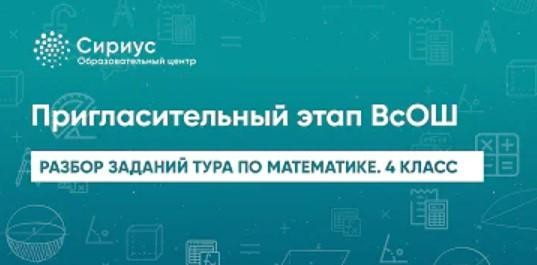 Сириус
Образовательный центр
Пригласительный этап ВсОШ
РАЗБОР ЗАДАНИЙ ТУРА ПО МАТЕМАТИКЕ. 4 КЛАСС